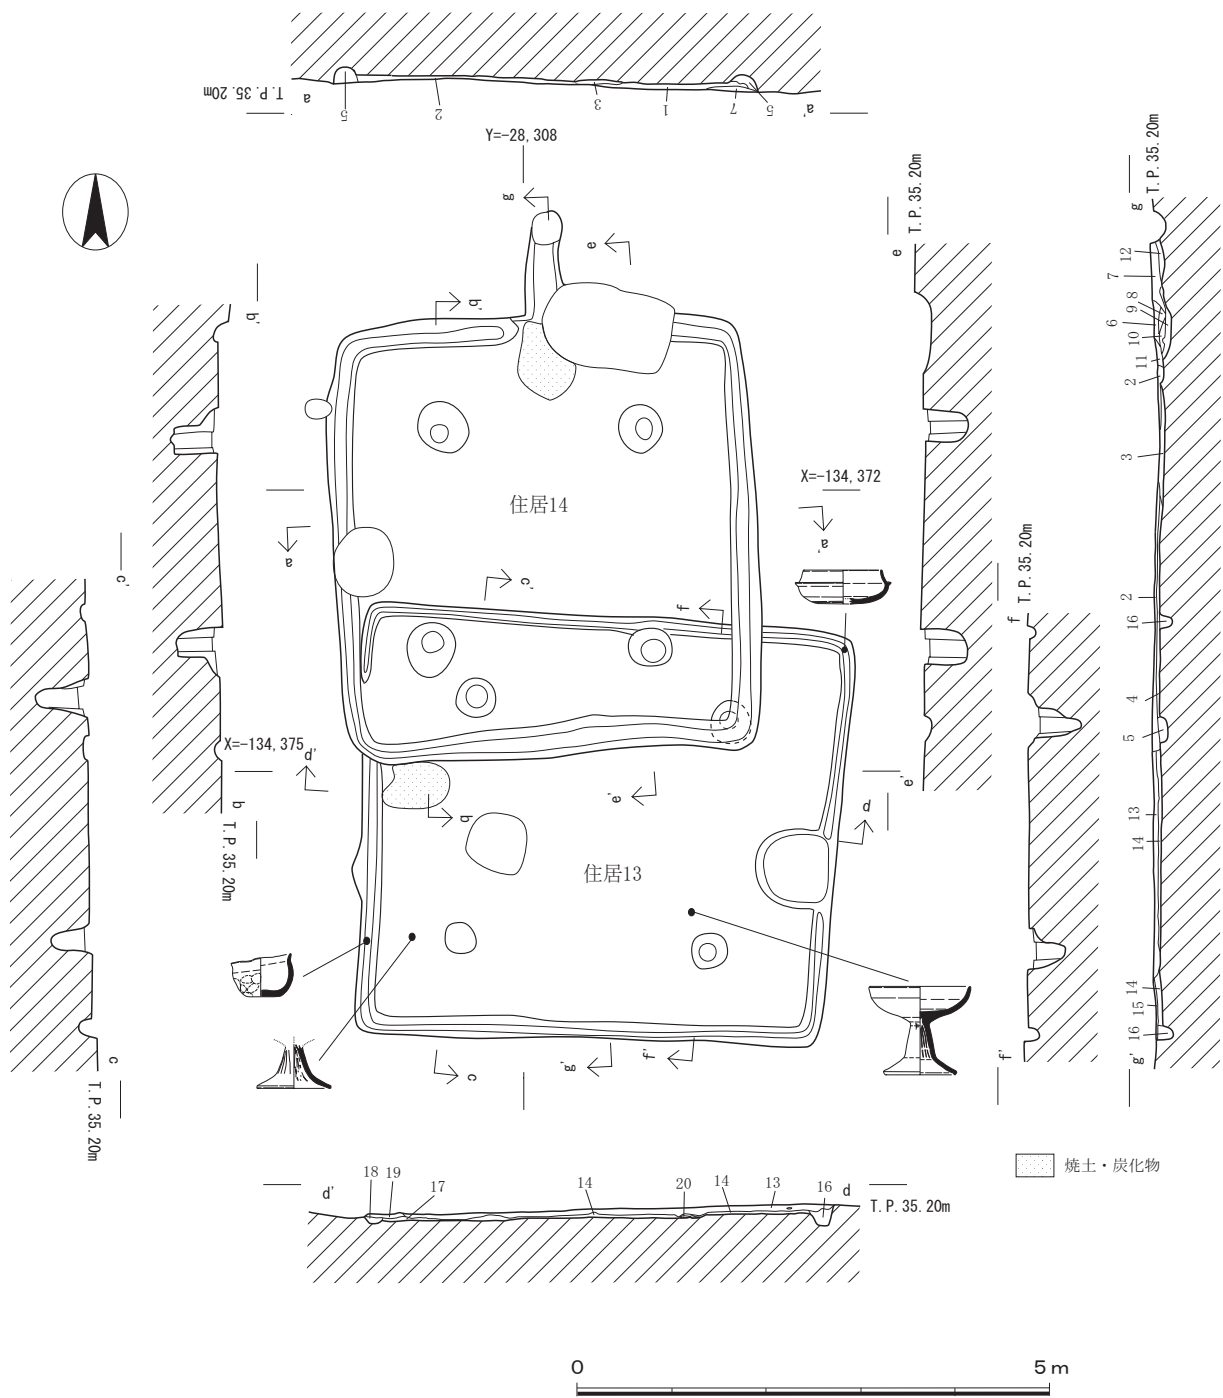 T.P.35.20m
a
5
2
3
1
7
5
a'
Y=-28,308
g
e
b'
X=-134,372
住居14
a
a'
c'
f
X=-134,375
d'
b
e'
d
住居13
c
g'
f'
b'
b
T.P.35.20m
c'
c
T.P.35.20m
T.P.35.20m
e
e'
T.P.35.20m
f
f'
T.P.35.20m
g
12
7
8
9
6
10
11
2
3
2
16
4
5
13
14
14
15
16
g'
焼土・炭化物
18 19
17
14
20
14
13
16
d'
d
T.P.35.20m
0
5m